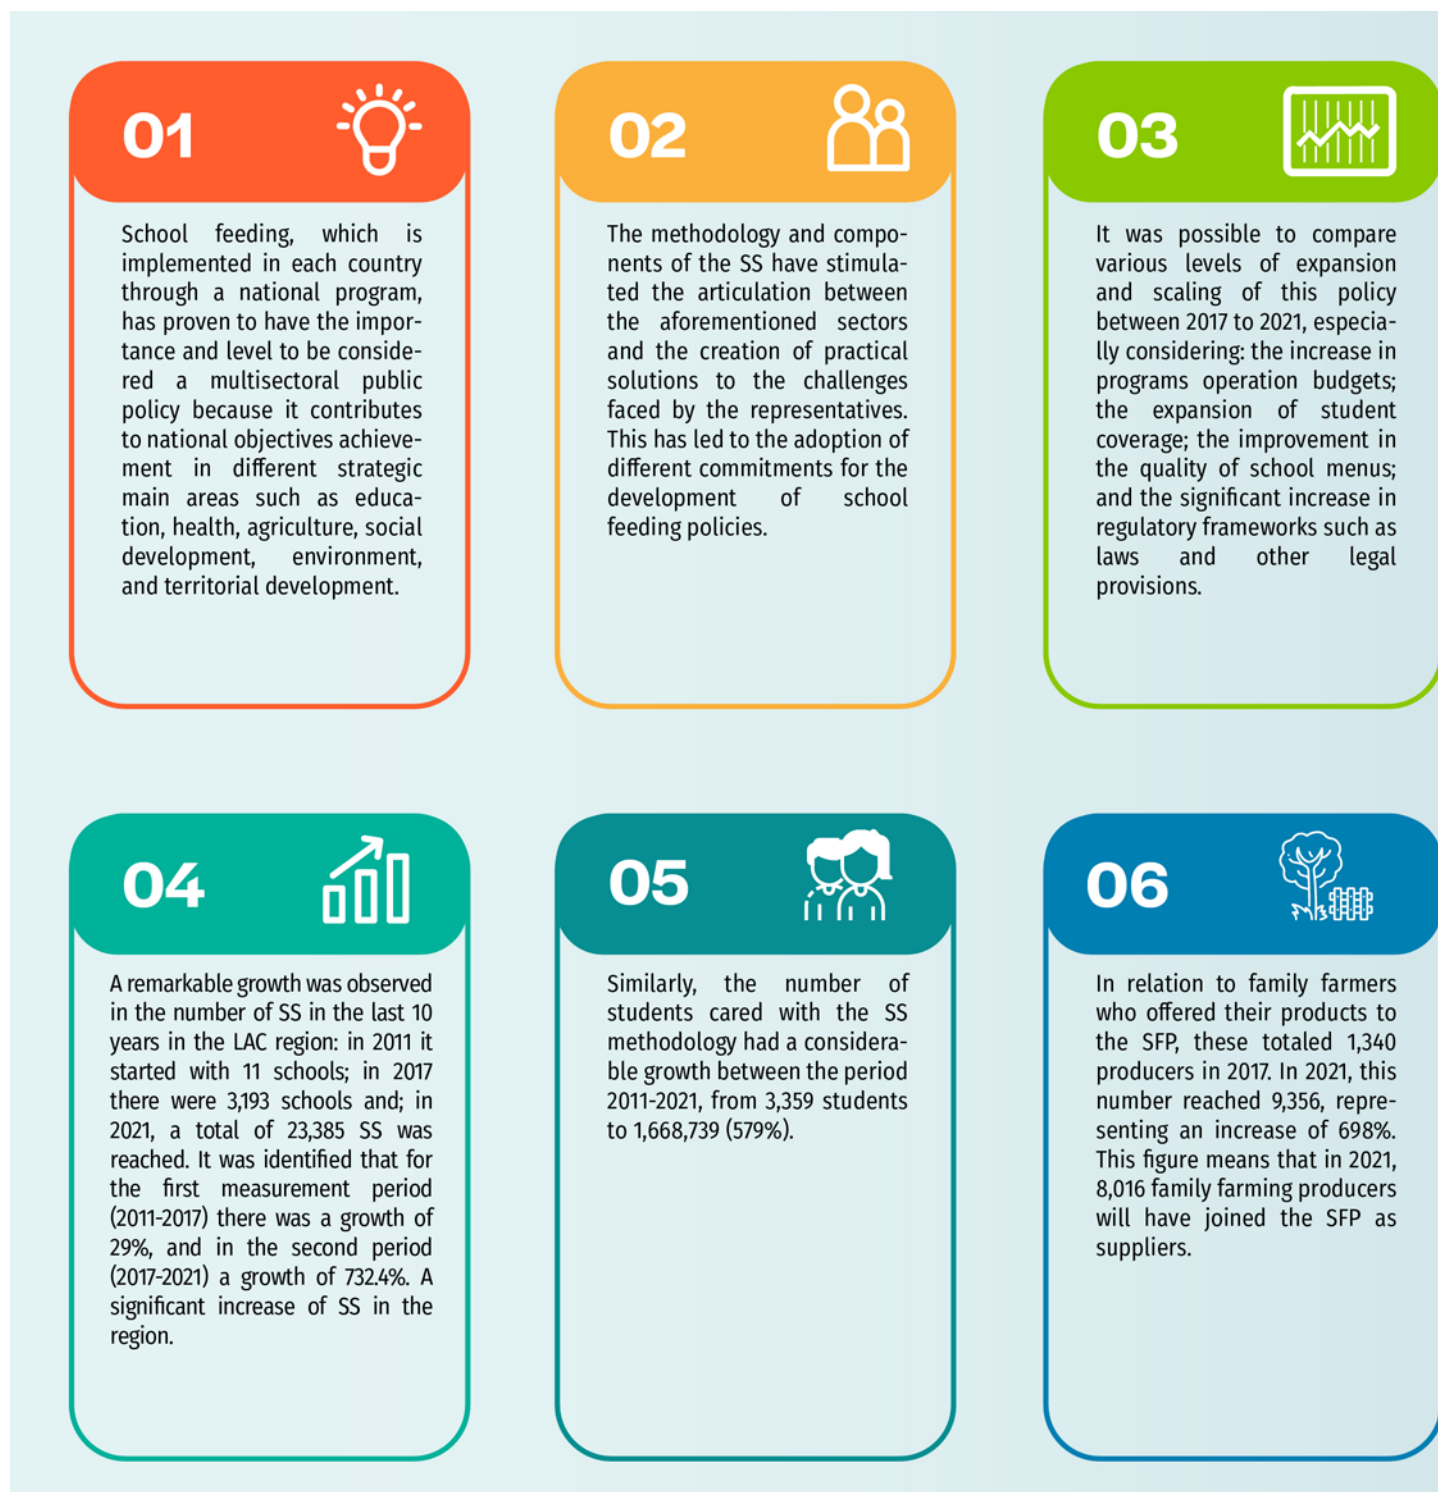 01
School feeding, which is
implemented in each country
through a national program,
has proven to have the impor-
tance and level to be conside-
red a multisectoral public
policy because it contributes
to national objectives achieve-
ment in different strategic
main areas such as educa-
tion, health, agriculture, social
development, environment,
and territorial development.
02
The methodology and compo-
nents of the SS have stimula-
ted the articulation between
the aforementioned sectors
and the creation of practical
solutions to the challenges
faced by the representatives.
This has led to the adoption of
different commitments for the
development of school
feeding policies.
03
It was possible to compare
various levels of expansion
and scaling of this policy
between 2017 to 2021, especia-
lly considering: the increase in
programs operation budgets;
the expansion of student
coverage; the improvement in
the quality of school menus;
and the significant increase in
regulatory frameworks such as
laws and other legal
provisions.
04
A remarkable growth was observed
in the number of SS in the last 10
years in the LAC region: in 2011 it
started with 11 schools; in 2017
there were 3,193 schools and; in
2021, a total of 23,385 SS was
reached. It was identified that for
the first measurement period
(2011-2017) there was a growth of
29%, and in the second period
(2017-2021) a growth of 732.4%. A
significant increase of SS in the
region.
05
Similarly, the number of
students cared with the SS
methodology had a considera-
ble growth between the period
2011-2021, from 3,359 students
to 1,668,739 (579%).
06
In relation to family farmers
who offered their products to
the SFP, these totaled 1,340
producers in 2017. In 2021, this
number reached 9,356, repre-
senting an increase of 698%.
This figure means that in 2021,
8,016 family farming producers
will have joined the SFP as
suppliers.